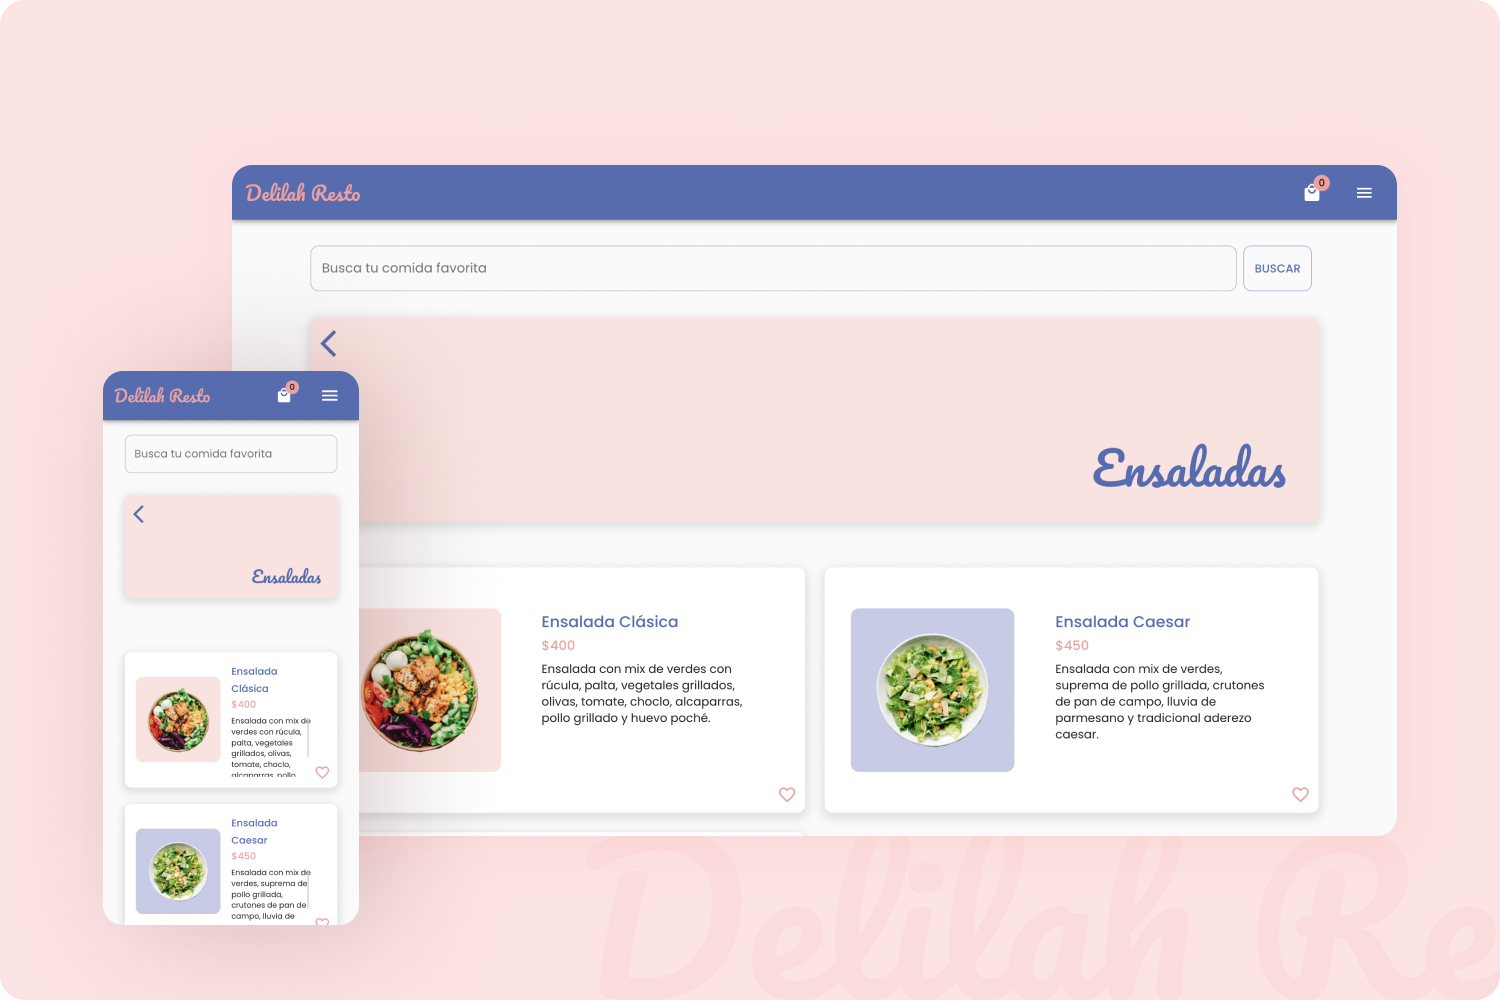 Delilah Resto
0
Busca tu comida favorita
BUSCAR
Ensaladas
Ensalada Clásica
$400
Ensalada con mix de verdes con
rúcula, palta, vegetales grillados,
olivas, tomate, choclo, alcaparras,
pollo grillado y huevo poché.
Ensalada Caesar
$450
Ensalada con mix de verdes,
suprema de pollo grillada, crutones
de pan de campo, lluvia de
parmesano y tradicional aderezo
caesar.
Delilah Resto
0
Busca tu comida favorita
Ensaladas
Ensalada
Clásica
$400
Ensalada con mix de
verdes con rúcula,
palta, vegetales
grillados, olivas,
tomate, choclo,
alcaparras, pollo
Ensalada
Caesar
$450
Ensalada con mix de
verdes, suprema de
pollo grillada,
crutones de pan de
campo, lluvia de
Delilah Re